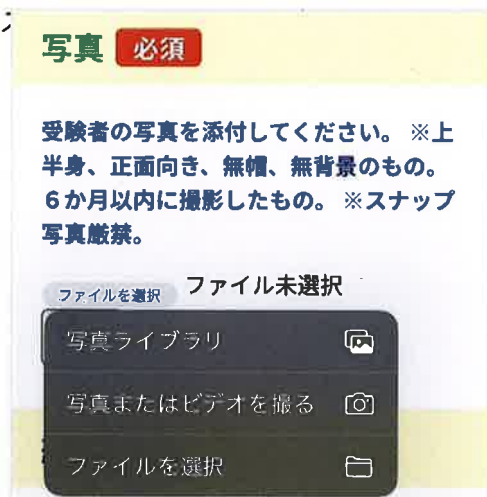 写真 必須
受験者の写真を添付してください。 ※上
半身、正面向き、無帽、無背景のもの。
６か月以内に撮影したもの。 ※スナップ
写真厳禁。
ファイルを選択 ファイル未選択
写真ライブラリ
写真またはビデオを撮る
ファイルを選択